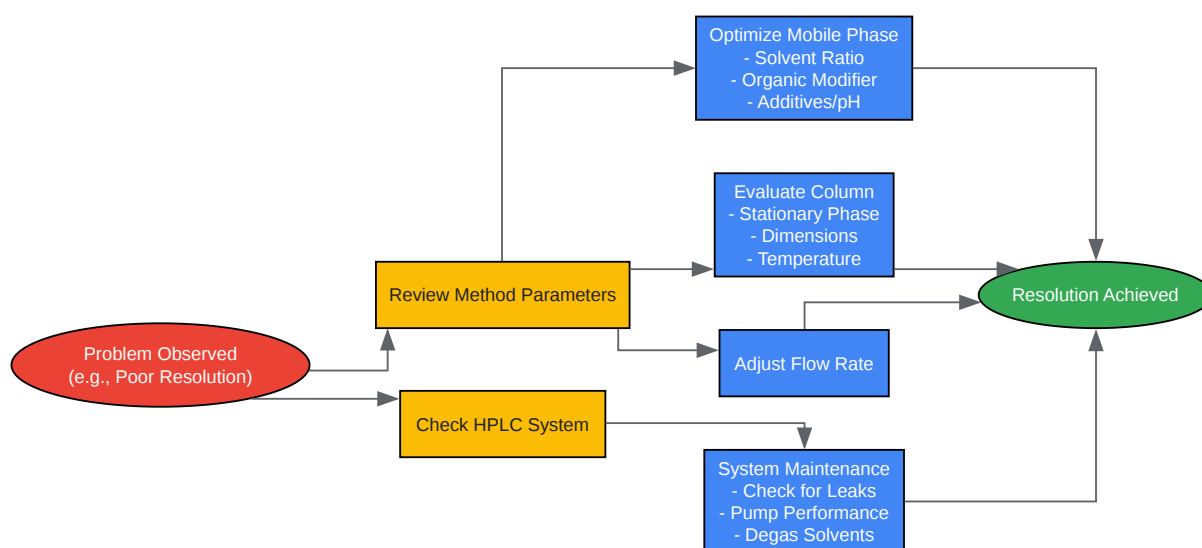 Optimize Mobile Phase
- Solvent Ratio
- Organic Modifier
- Additives/pH
Evaluate Column
- Stationary Phase
- Dimensions
- Temperature
Review Method Parameters
Resolution Achieved
Problem Observed
(e.g., Poor Resolution)
Adjust Flow Rate
Check HPLC System
System Maintenance
- Check for Leaks
- Pump Performance
- Degas Solvents